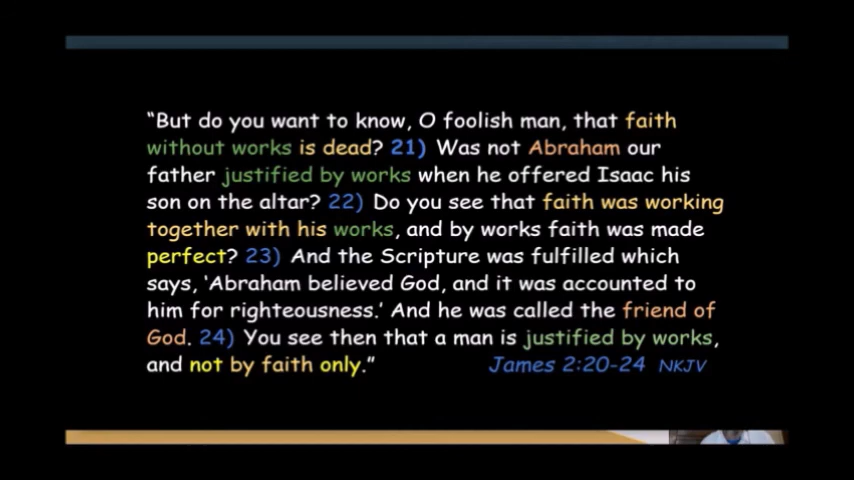 “But do you want to know, O foolish man, that faith
without works is dead? 21) Was not Abraham our
father justified by works when he offered Isaac his
son on the altar? 22) Do you see that faith was working
together with his works, and by works faith was made
perfect? 23) And the Scripture was fulfilled which
says, ‘Abraham believed God, and it was accounted to
him for righteousness.’ And he was called the friend of
God. 24) You see then that a man is justified by works,
and not by faith only.” James 2:20-24 NKJV